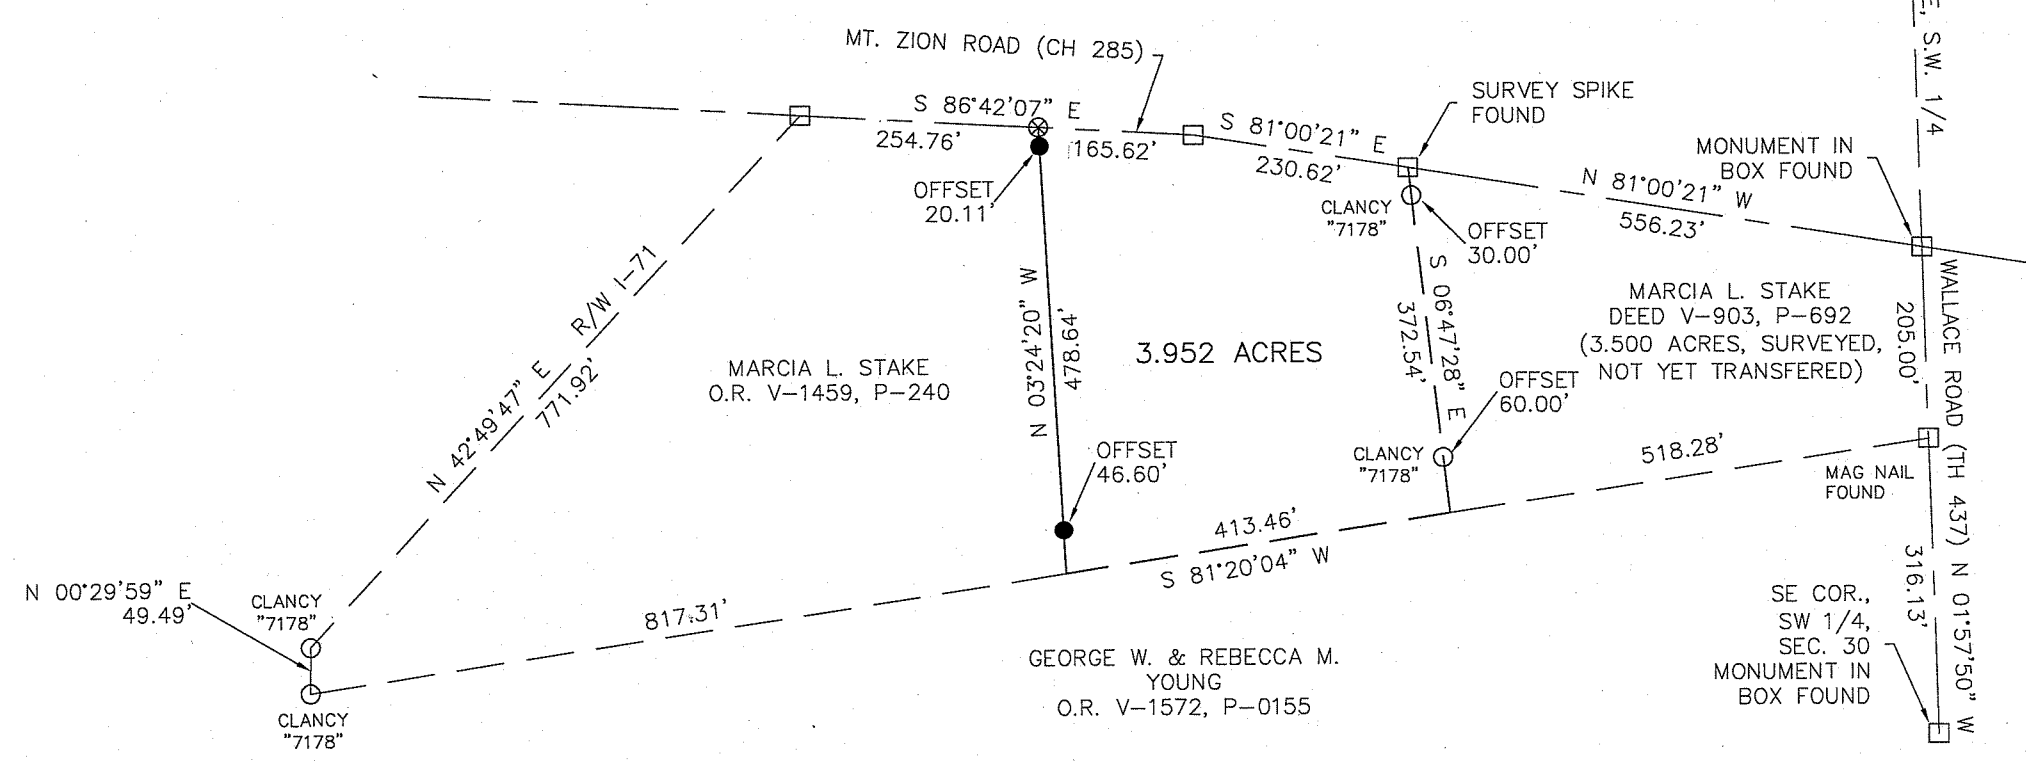 MT. ZION ROAD (CH 285)
S 86°42'07" E
254.76'
165.62'
S 81°00'21" E
230.62'
SURVEY SPIKE
FOUND
MONUMENT IN
BOX FOUND
S.W. 1/4
N 81°00'21" W
556.23'
OFFSET
20.11'
CLANCY
"7178"
OFFSET
30.00'
R/W I-71
N 42°49'47" E
771.92'
MARCIA L. STAKE
O.R. V-1459, P-240
N 03°24'20" W
478.64'
3.952 ACRES
S 06°47'28" E
372.54'
MARCIA L. STAKE
DEED V-903, P-692
(3.500 ACRES, SURVEYED,
NOT YET TRANSFERED)
205.00'
WALLACE ROAD (TH 437) N 01°57'50" W
OFFSET
60.00'
OFFSET
46.60'
CLANCY
"7178"
518.28'
MAG NAIL
FOUND
413.46'
S 81°20'04" W
316.13'
N 00°29'59" E
49.49'
CLANCY
"7178"
817.31'
SE COR.,
SW 1/4,
SEC. 30
MONUMENT IN
BOX FOUND
GEORGE W. & REBECCA M.
YOUNG
O.R. V-1572, P-0155
CLANCY
"7178"